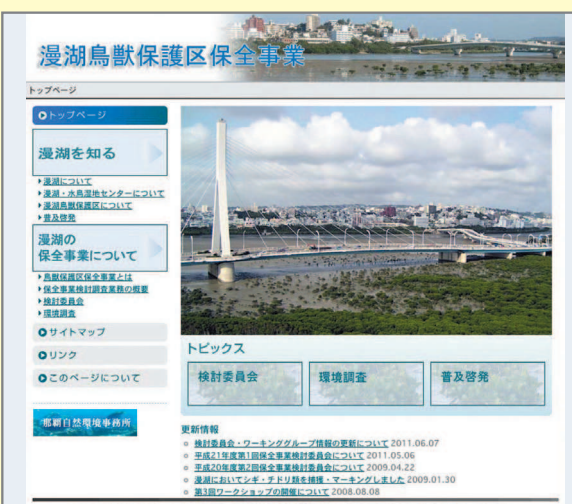 漫湖鳥獣保護区保全事業
トップページ
トップページ
漫湖を知る
漫湖について
漫湖・水鳥湿地センターについて
漫湖鳥獣保護区について
普及啓発
漫湖の
保全事業について
鳥獣保護区保全事業とは
保全事業検討調査業務の概要
検討委員会
環境調査
サイトマップ
リンク
このページについて
那覇自然環境事務所
トピックス
検討委員会
環境調査
普及啓発
更新情報
検討委員会・ワーキンググループ情報の更新について 2011.06.07
平成21年度第1回保全事業検討委員会について 2011.05.06
平成20年度第2回保全事業検討委員会について 2009.04.22
漫湖においてシギ・チドリ類を捕獲・マーキングしました 2009.01.30
第3回ワークショップの開催について 2008.08.08